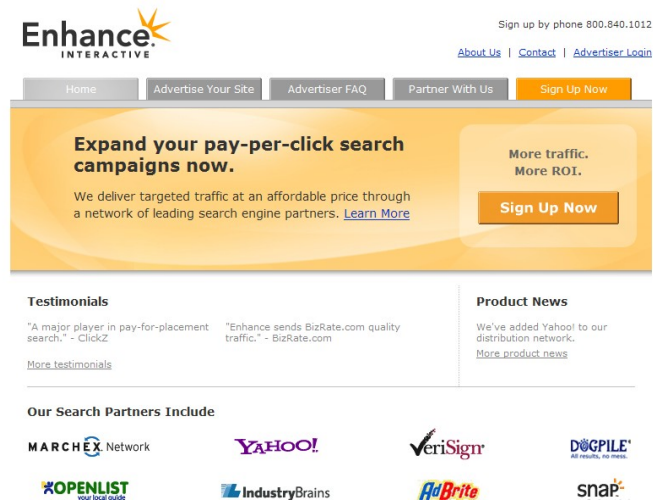 Enhance
INTERACTIVE
Sign up by phone 800.840.1012
About Us | Contact | Advertiser Login
Home
Advertise Your Site
Advertiser FAQ
Partner With Us
Sign Up Now
Expand your pay-per-click search
campaigns now.
We deliver targeted traffic at an affordable price through
a network of leading search engine partners. Learn More
More traffic.
More ROI.
Sign Up Now
Testimonials
"A major player in pay-for-placement
search." - ClickZ
"Enhance sends BizRate.com quality
traffic." - BizRate.com
More testimonials
Product News
We've added Yahoo! to our
distribution network.
More product news
Our Search Partners Include
MARCHEX Network
YAHOO!
VeriSign
DOGPILE
All results, no mess.
OPENLIST
your local guide
IndustryBrains
AdBrite
snap